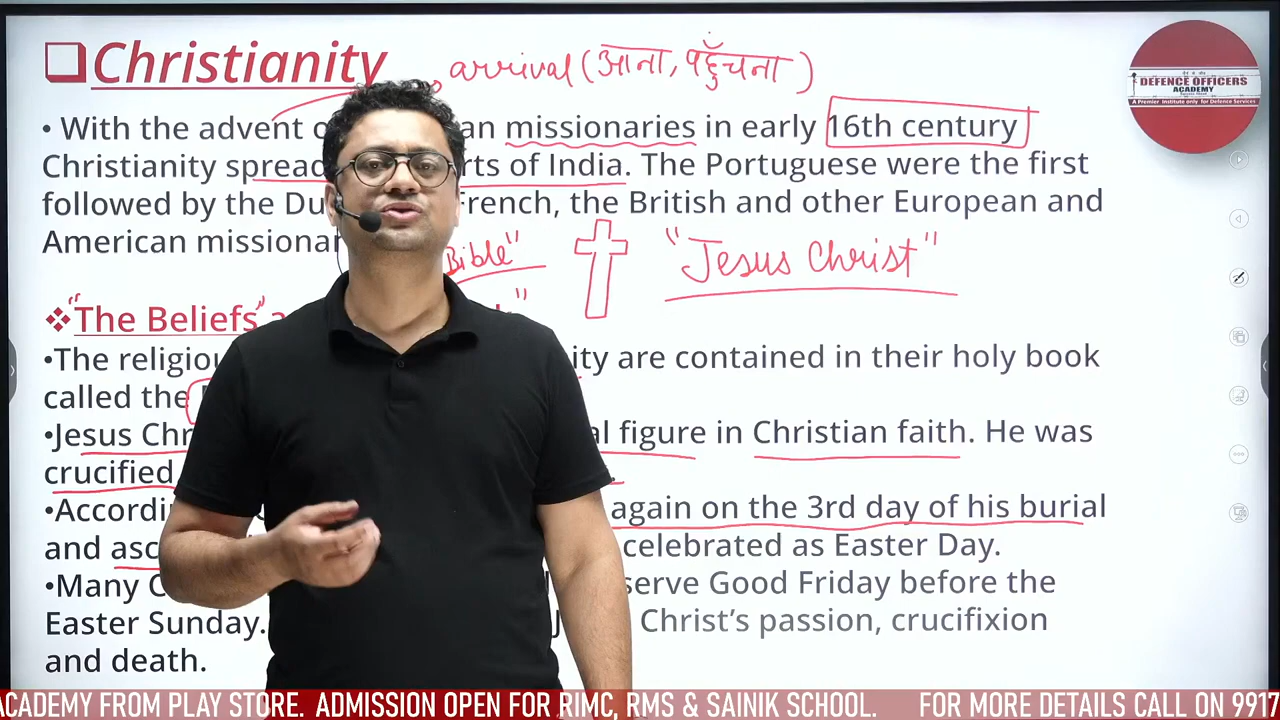 Christianity
arrival (आना, पहुँचना)
• With the advent o an missionaries in early 16th century
Christianity spread rts of India. The Portuguese were the first
followed by the Du French, the British and other European and
American missionar
Bible" "Jesus Christ"
"The Beliefs" a
•The religiou ity are contained in their holy book
called the
•Jesus Chr al figure in Christian faith. He was
crucified
•Accordin again on the 3rd day of his burial
and asc celebrated as Easter Day.
•Many C serve Good Friday before the
Easter Sunday. J Christ's passion, crucifixion
and death.
DEFENCE OFFICERS
ACADEMY
A Premier Institute only for Defence Services
ACADEMY FROM PLAY STORE. ADMISSION OPEN FOR RIMC, RMS & SAINIK SCHOOL. FOR MORE DETAILS CALL ON 9917